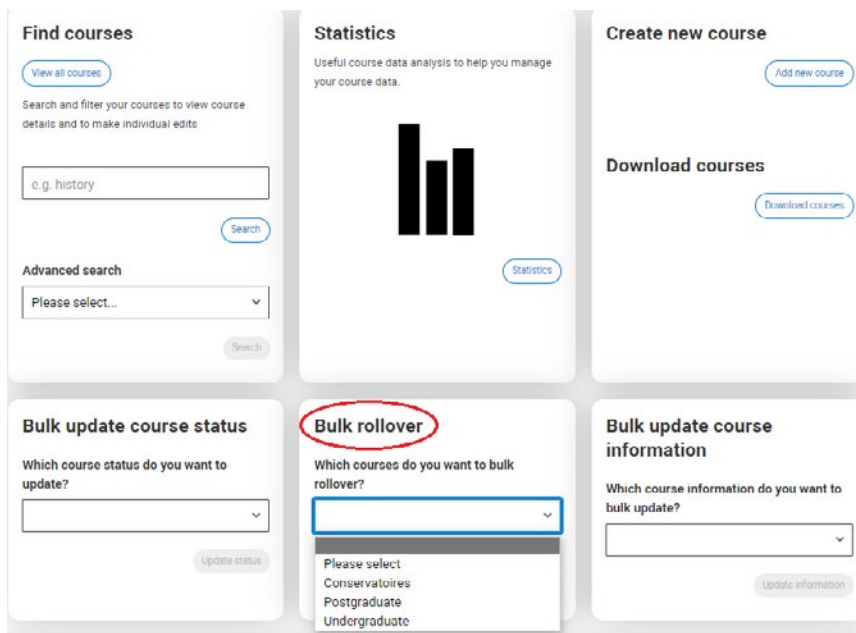 Find courses
View all courses
Search and filter your courses to view course
details and to make individual edits
e.g. history
Search
Advanced search
Please select...
Search
Statistics
Useful course data analysis to help you manage
your course data.
Statistics
Create new course
Add new course
Download courses
Download courses
Bulk update course status
Which course status do you want to
update?
Update status
Bulk rollover
Which courses do you want to bulk
rollover?
Please select
Conservatoires
Postgraduate
Undergraduate
Bulk update course
information
Which course information do you want to
bulk update?
Update information